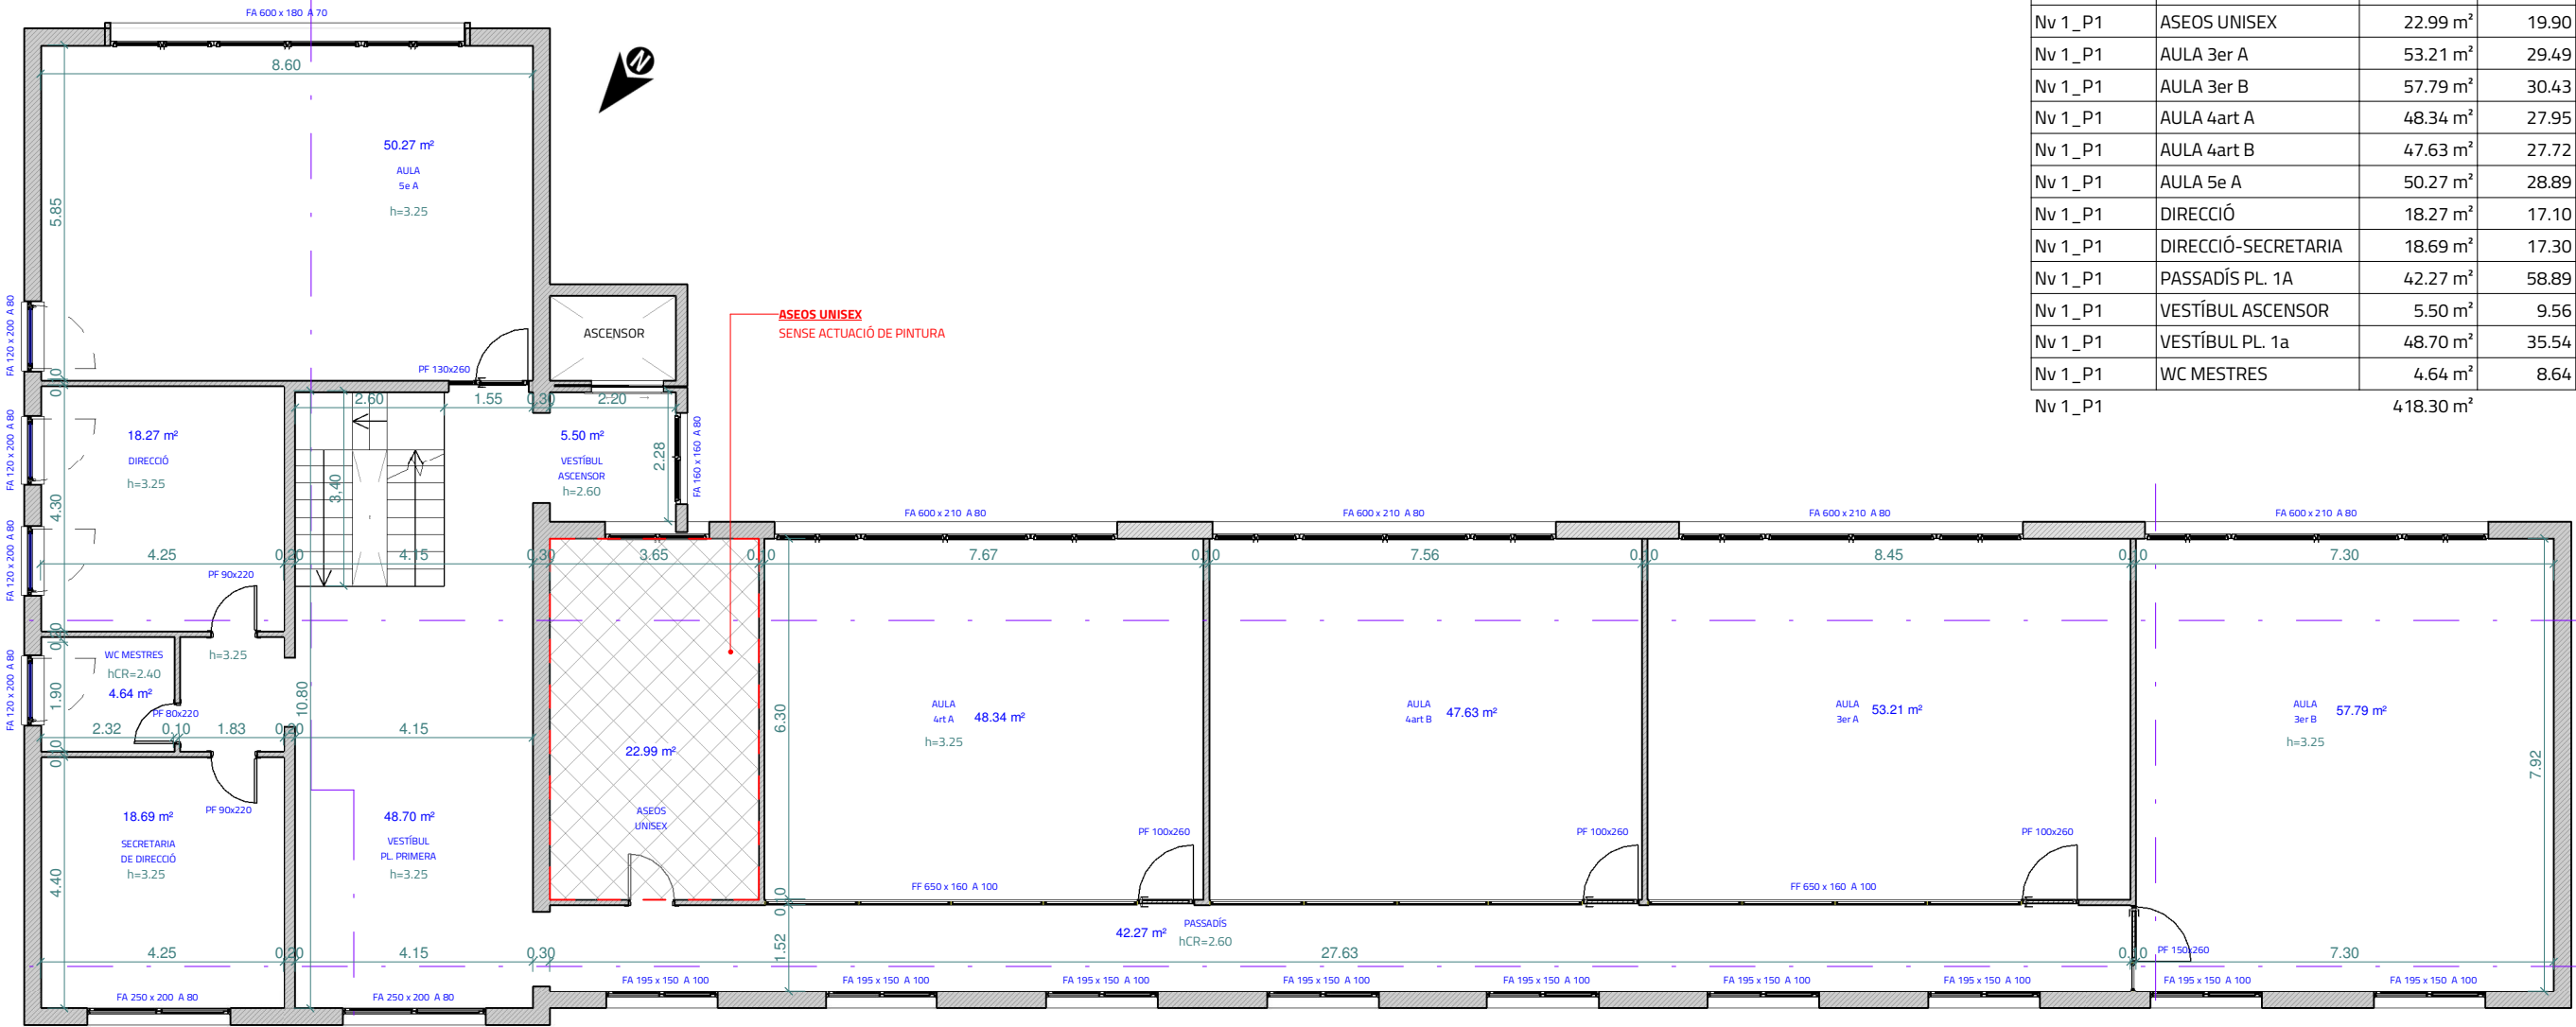 FA 600 x 180 A 70
8.60
N
50.27 m²
AULA
5e A
h=3.25
5.85
FA 120 x 200 A 80
0.10
PF 130x260
ASCENSOR
ASEOS UNISEX
SENSE ACTUACIÓ DE PINTURA
Nv 1_P1 ASEOS UNISEX 22.99 m² 19.90
Nv 1_P1 AULA 3er A 53.21 m² 29.49
Nv 1_P1 AULA 3er B 57.79 m² 30.43
Nv 1_P1 AULA 4art A 48.34 m² 27.95
Nv 1_P1 AULA 4art B 47.63 m² 27.72
Nv 1_P1 AULA 5e A 50.27 m² 28.89
Nv 1_P1 DIRECCIÓ 18.27 m² 17.10
Nv 1_P1 DIRECCIÓ-SECRETARIA 18.69 m² 17.30
Nv 1_P1 PASSADÍS PL. 1A 42.27 m² 58.89
Nv 1_P1 VESTÍBUL ASCENSOR 5.50 m² 9.56
Nv 1_P1 VESTÍBUL PL. 1a 48.70 m² 35.54
Nv 1_P1 WC MESTRES 4.64 m² 8.64
Nv 1_P1 418.30 m²
2.60 1.55 0.30 2.20
FA 120 x 200 A 80
18.27 m²
DIRECCIÓ
h=3.25
4.30
3.40
5.50 m²
VESTÍBUL
ASCENSOR
h=2.60
2.28
FA 160 x 160 A 80
FA 120 x 200 A 80
FA 600 x 210 A 80
FA 600 x 210 A 80
FA 600 x 210 A 80
FA 600 x 210 A 80
4.25 0.20 4.15 0.30 3.65 0.10 7.67 0.10 7.56 0.10 8.45 0.10 7.30
PF 90x220
WC MESTRES
hCR=2.40
4.64 m²
h=3.25
FA 120 x 200 A 80
1.90
PF 80x220
2.32 0.10 1.83 0.20 4.15
10.80
0.10
22.99 m²
ASEOS
UNISEX
6.30
AULA
4rt A 48.34 m²
h=3.25
AULA
4art B 47.63 m²
AULA
3er A 53.21 m²
AULA
3er B 57.79 m²
h=3.25
7.92
PF 90x220
18.69 m²
SECRETARIA
DE DIRECCIÓ
h=3.25
4.40
48.70 m²
VESTÍBUL
PL. PRIMERA
h=3.25
PF 100x260
PF 100x260
PF 100x260
FF 650 x 160 A 100
FF 650 x 160 A 100
0.10
1.52
42.27 m² PASSADÍS
hCR=2.60
4.25 0.20 4.15 0.30 27.63 0.10 7.30
PF 150x260
FA 250 x 200 A 80
FA 250 x 200 A 80
FA 195 x 150 A 100
FA 195 x 150 A 100
FA 195 x 150 A 100
FA 195 x 150 A 100
FA 195 x 150 A 100
FA 195 x 150 A 100
FA 195 x 150 A 100
FA 195 x 150 A 100
FA 195 x 150 A 100